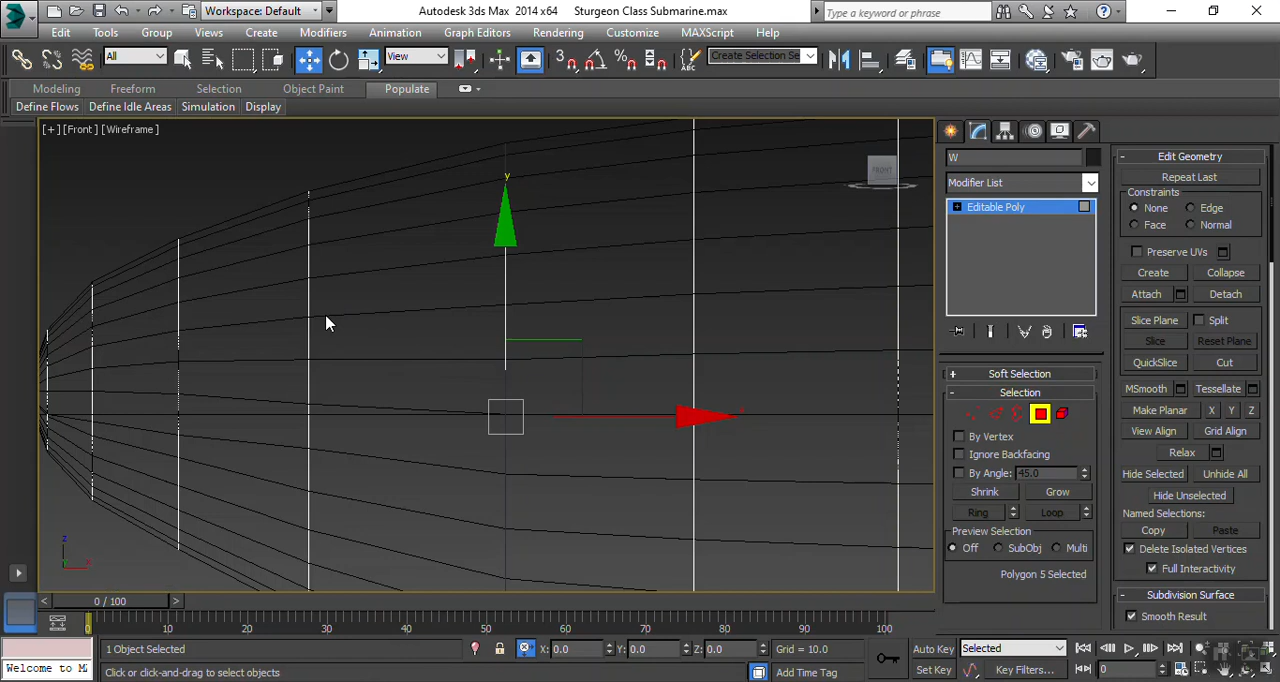 Workspace: Default
Autodesk 3ds Max 2014 x64 Sturgeon Class Submarine.max
Type a keyword or phrase
Edit Tools Group Views Create Modifiers Animation Graph Editors Rendering Customize MAXScript Help
All View 3 Create Selection Se
Modeling Freeform Selection Object Paint Populate
Define Flows Define Idle Areas Simulation Display
[+] [Front] [Wireframe]
FRONT
y
x
z
x
W
Modifier List
Editable Poly
Soft Selection
Selection
By Vertex
Ignore Backfacing
By Angle: 45.0
Shrink Grow
Ring Loop
Preview Selection
Off SubObj Multi
Polygon 5 Selected
Edit Geometry
Repeat Last
Constraints
None Edge
Face Normal
Preserve UVs
Create Collapse
Attach Detach
Slice Plane Split
Slice Reset Plane
QuickSlice Cut
MSmooth Tessellate
Make Planar X Y Z
View Align Grid Align
Relax
Hide Selected Unhide All
Hide Unselected
Named Selections:
Copy Paste
Delete Isolated Vertices
Full Interactivity
Subdivision Surface
Smooth Result
< 0 / 100 >
0 10 20 30 40 50 60 70 80 90 100
Welcome to M
1 Object Selected
Click or click-and-drag to select objects
X: 0.0 Y: 0.0 Z: 0.0 Grid = 10.0
Add Time Tag
Auto Key Selected
Set Key Key Filters...
0